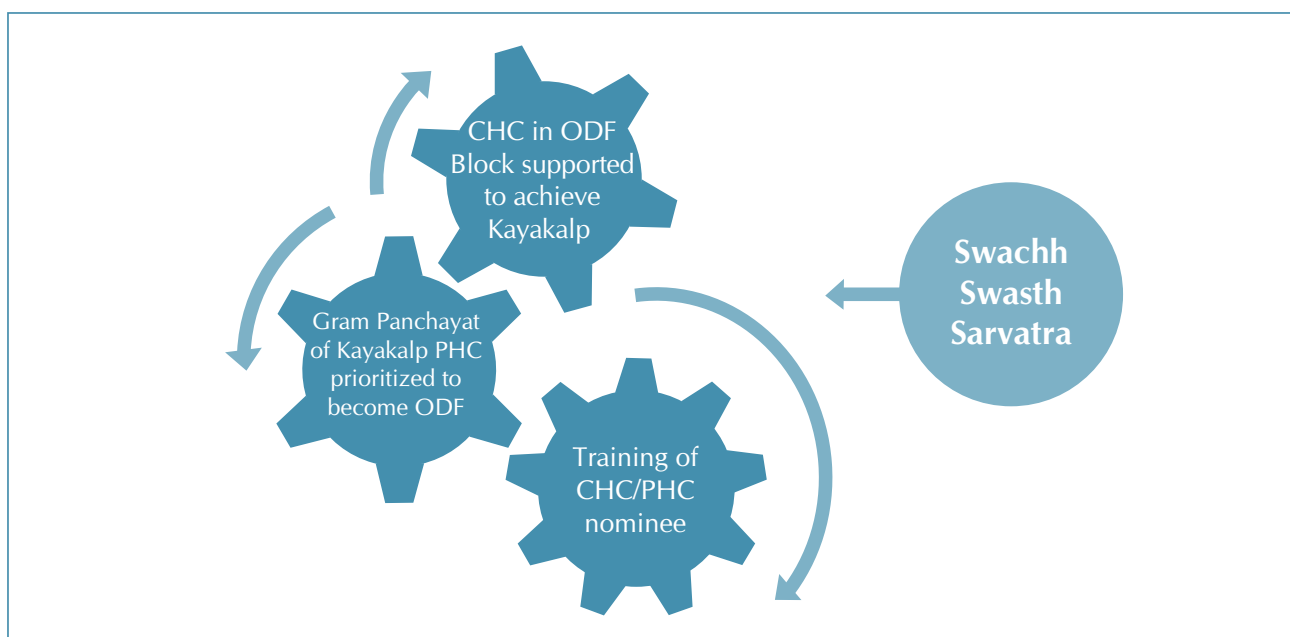 CHC in ODF
Block supported
to achieve
Kayakalp
Gram Panchayat
of Kayakalp PHC
prioritized to
become ODF
Training of
CHC/PHC
nominee
Swachh
Swasth
Sarvatra